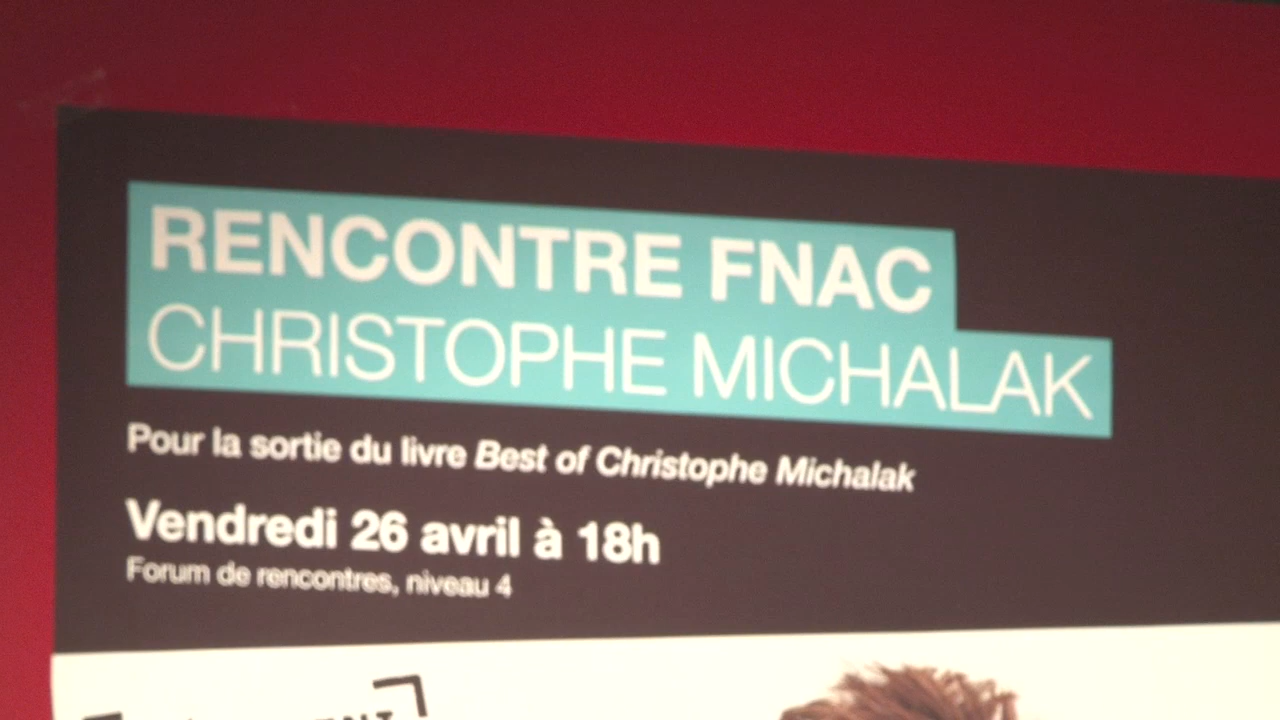 RENCONTRE FNAC
CHRISTOPHE MICHALAK
Pour la sortie du livre Best of Christophe Michalak
Vendredi 26 avril à 18h
Forum de rencontres, niveau 4